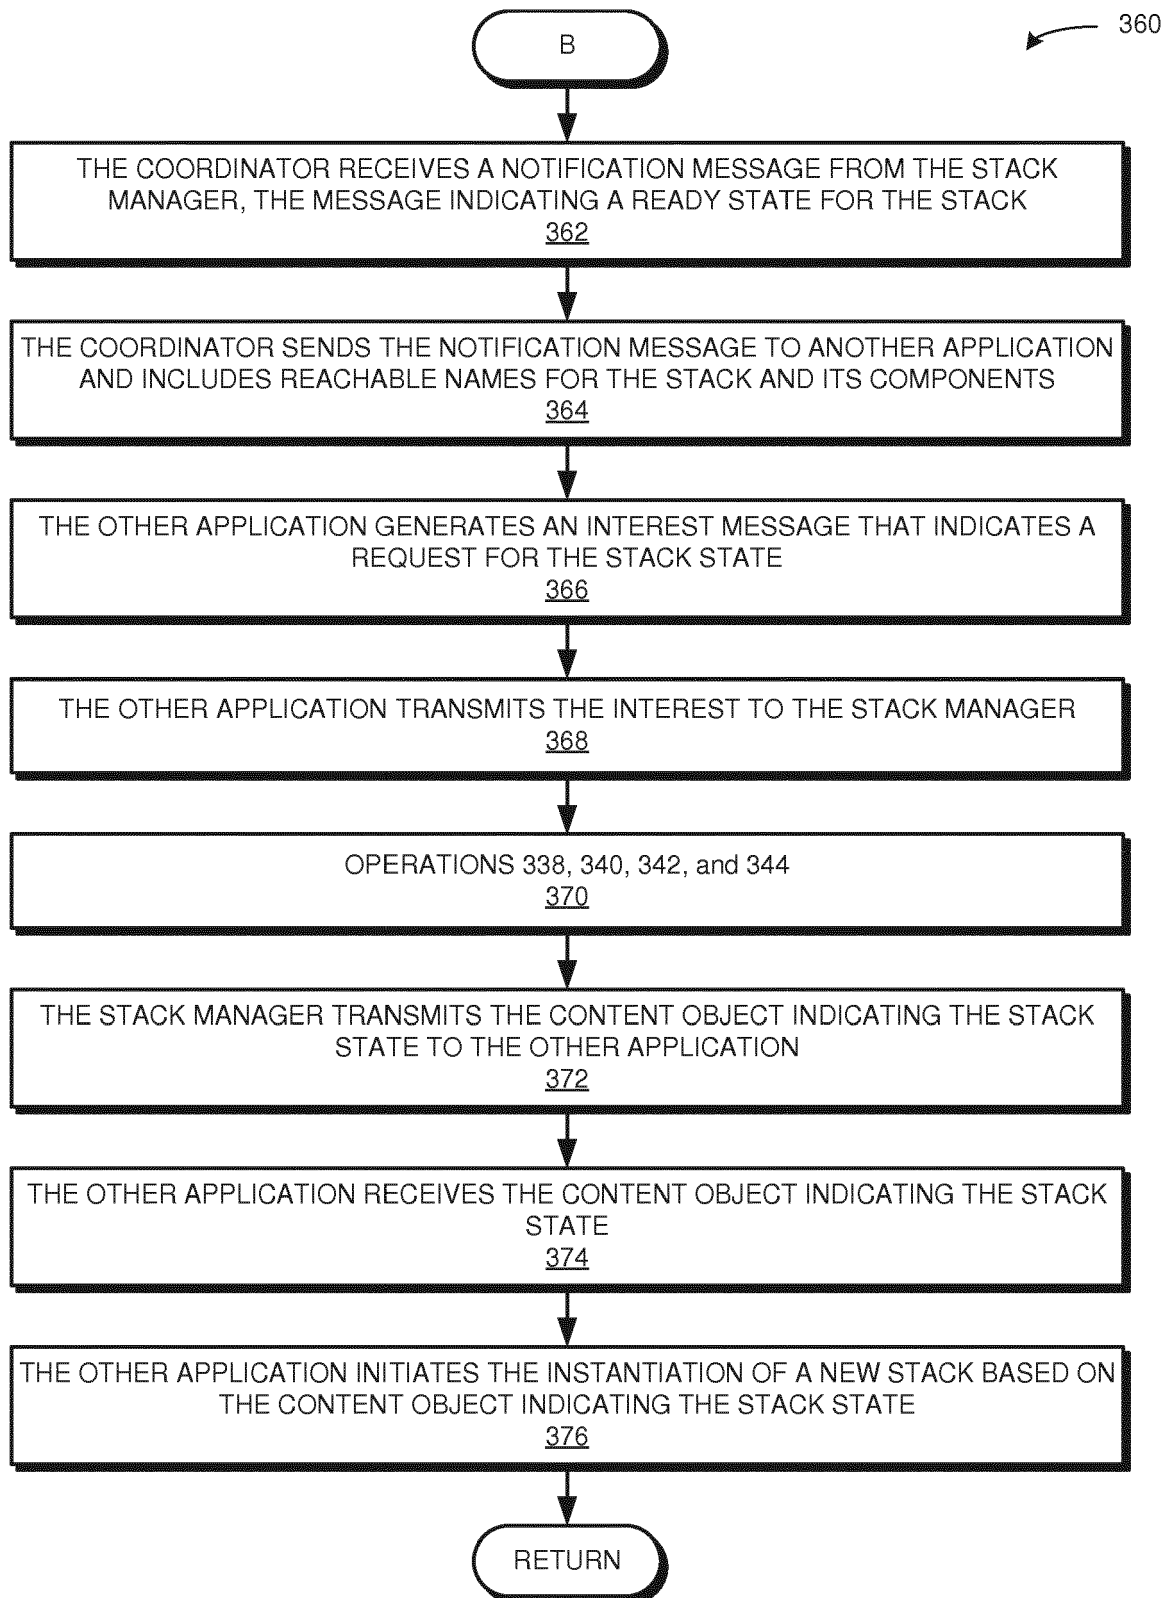 360
B
THE COORDINATOR RECEIVES A NOTIFICATION MESSAGE FROM THE STACK
MANAGER, THE MESSAGE INDICATING A READY STATE FOR THE STACK
362
THE COORDINATOR SENDS THE NOTIFICATION MESSAGE TO ANOTHER APPLICATION
AND INCLUDES REACHABLE NAMES FOR THE STACK AND ITS COMPONENTS
364
THE OTHER APPLICATION GENERATES AN INTEREST MESSAGE THAT INDICATES A
REQUEST FOR THE STACK STATE
366
THE OTHER APPLICATION TRANSMITS THE INTEREST TO THE STACK MANAGER
368
OPERATIONS 338, 340, 342, and 344
370
THE STACK MANAGER TRANSMITS THE CONTENT OBJECT INDICATING THE STACK
STATE TO THE OTHER APPLICATION
372
THE OTHER APPLICATION RECEIVES THE CONTENT OBJECT INDICATING THE STACK
STATE
374
THE OTHER APPLICATION INITIATES THE INSTANTIATION OF A NEW STACK BASED ON
THE CONTENT OBJECT INDICATING THE STACK STATE
376
RETURN